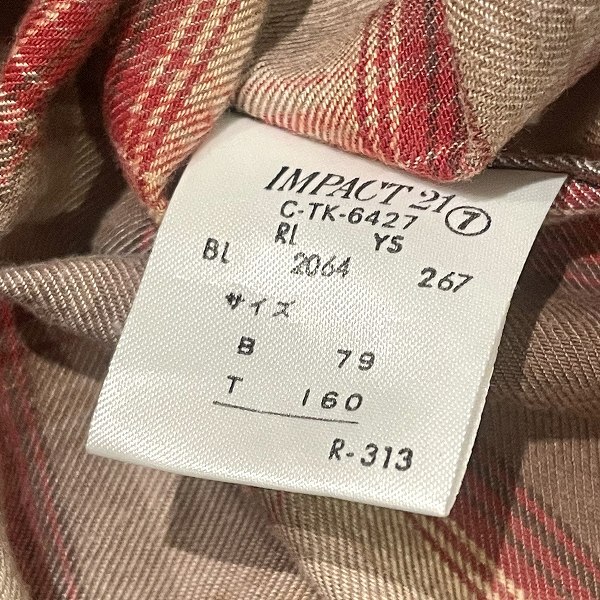 IMPACT 21 ⑦
C-TK-6427
RL YS
BL 2064 267
サイズ
B 79
T 160
R-313